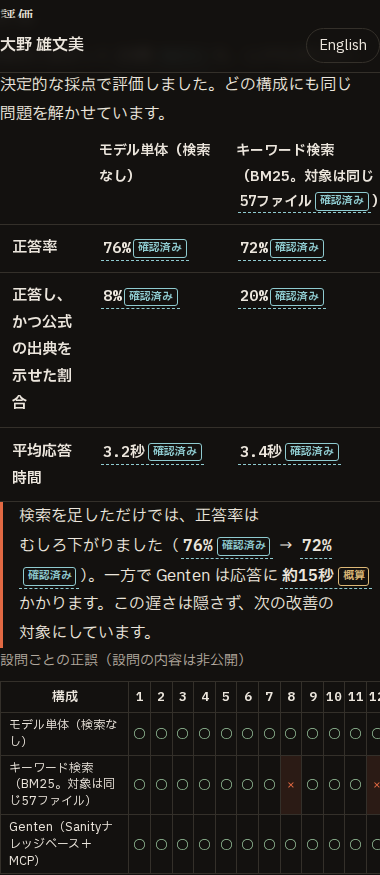 評価
大野 雄文美
English
決定的な採点で評価しました。どの構成にも同じ
問題を解かせています。
モデル単体（検索
なし）
キーワード検索
（BM25。対象は同じ
57ファイル 確認済み ）
正答率
76% 確認済み
72% 確認済み
正答し、
かつ公式
の出典を
示せた割
合
8% 確認済み
20% 確認済み
平均応答
時間
3.2秒 確認済み
3.4秒 確認済み
検索を足しただけでは、正答率は
むしろ下がりました（ 76% 確認済み → 72%
確認済み ）。一方で Genten は応答に 約15秒 概算
かかります。この遅さは隠さず、次の改善の
対象にしています。
設問ごとの正誤（設問の内容は非公開）
構成 1 2 3 4 5 6 7 8 9 10 11 12
モデル単体（検索な
し） ○ ○ ○ ○ ○ ○ ○ ○ ○ ○ ○ ○
キーワード検索
（BM25。対象は同 ○ ○ ○ ○ ○ ○ ○ × ○ ○ ○ ×
じ57ファイル）
Genten（Sanityナ
レッジベース＋ ○ ○ ○ ○ ○ ○ ○ ○ ○ ○ ○ ○
MCP）